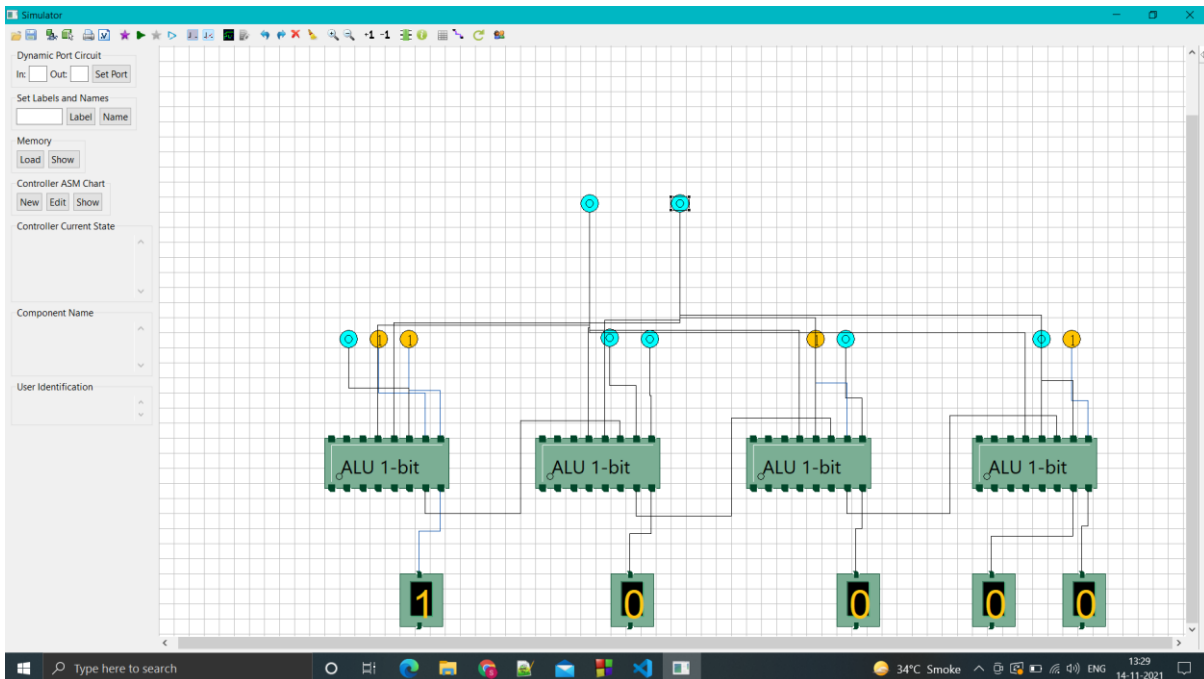 Simulator
+1 -1
Dynamic Port Circuit
In: Out: Set Port
Set Labels and Names
Label Name
Memory
Load Show
Controller ASM Chart
New Edit Show
Controller Current State
Component Name
User Identification
0 0
0 1 1 0 0 1 0 0 1
ALU 1-bit ALU 1-bit ALU 1-bit ALU 1-bit
1 0 0 0 0
Type here to search
34°C Smoke ENG 13:29
14-11-2021